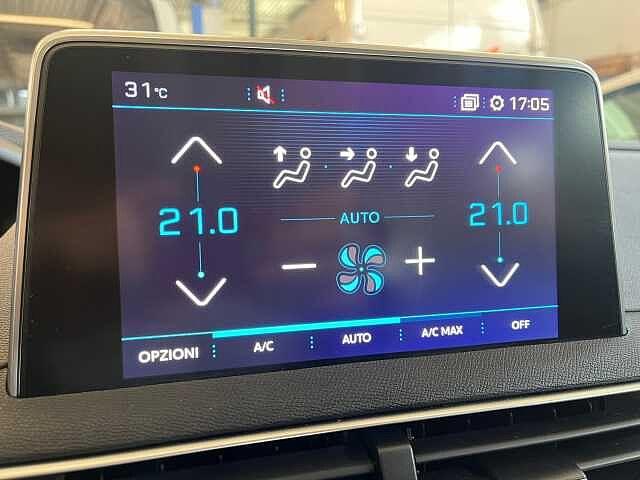 31°C 17:05
21.0 AUTO 21.0
OPZIONI A/C AUTO A/C MAX OFF